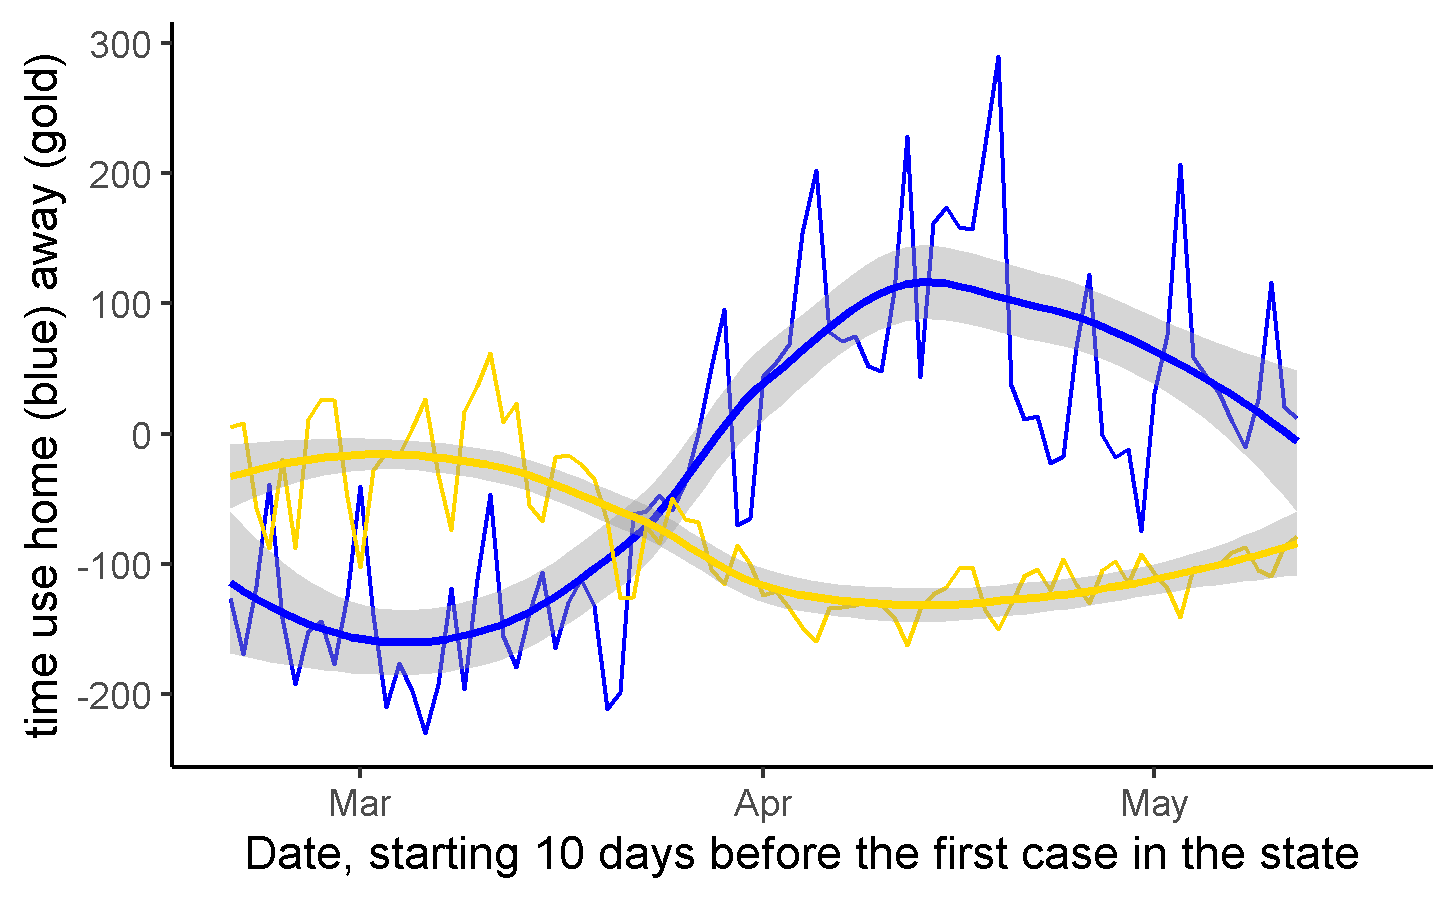 time use home (blue) away (gold)
300
200
100
0
-100
-200
Mar
Apr
May
Date, starting 10 days before the first case in the state